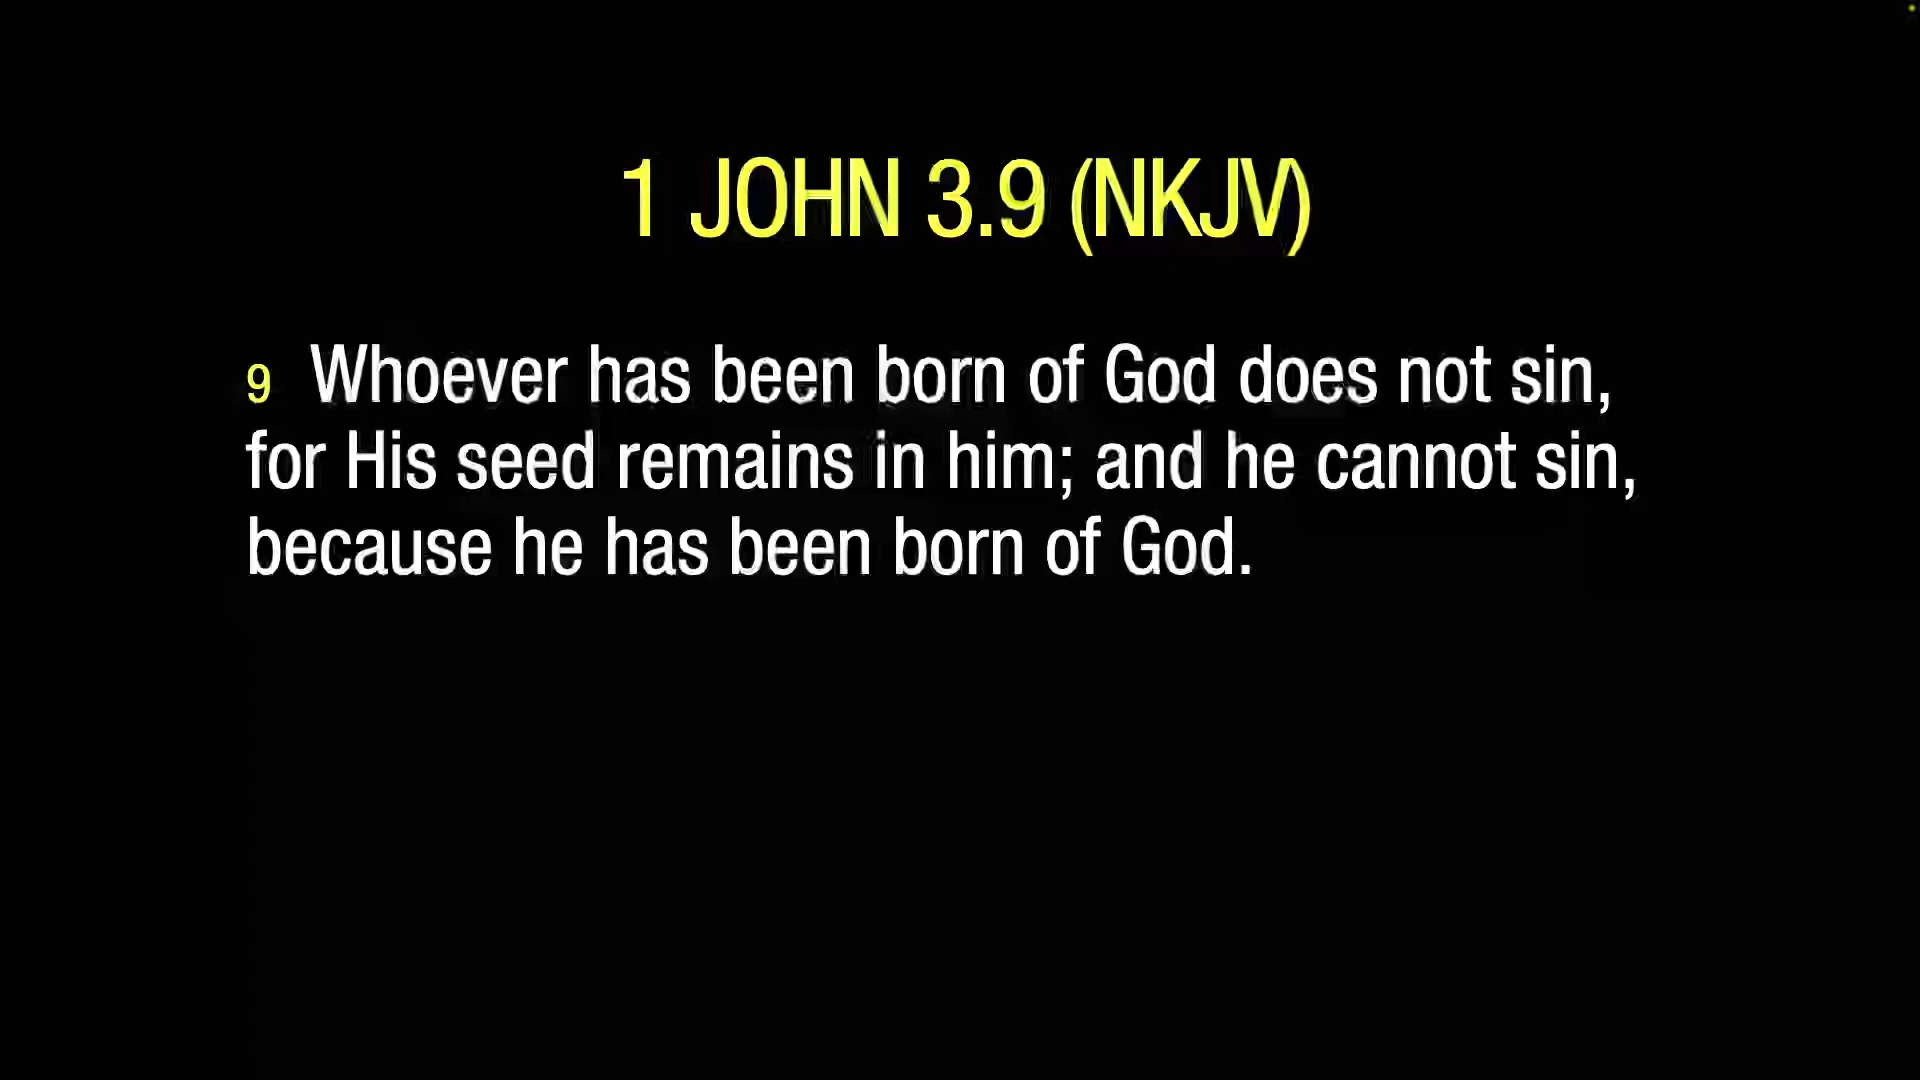 1 JOHN 3.9 (NKJV)
9 Whoever has been born of God does not sin,
for His seed remains in him; and he cannot sin,
because he has been born of God.